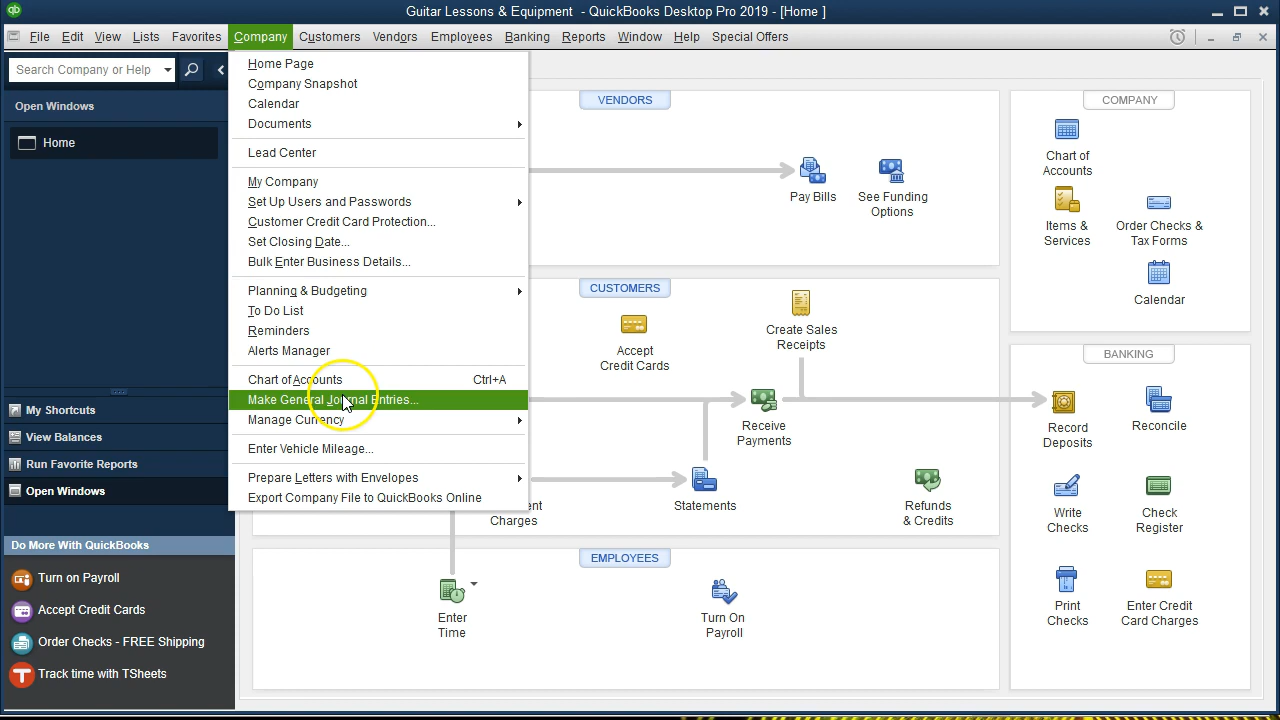 Guitar Lessons & Equipment - QuickBooks Desktop Pro 2019 - [Home ]
File Edit View Lists Favorites Company Customers Vendors Employees Banking Reports Window Help Special Offers
Search Company or Help
Open Windows
Home
My Shortcuts
View Balances
Run Favorite Reports
Open Windows
Do More With QuickBooks
Turn on Payroll
Accept Credit Cards
Order Checks - FREE Shipping
Track time with TSheets
Home Page
Company Snapshot
Calendar
Documents
Lead Center
My Company
Set Up Users and Passwords
Customer Credit Card Protection...
Set Closing Date...
Bulk Enter Business Details...
Planning & Budgeting
To Do List
Reminders
Alerts Manager
Chart of Accounts Ctrl+A
Make General Journal Entries...
Manage Currency
Enter Vehicle Mileage...
Prepare Letters with Envelopes
Export Company File to QuickBooks Online
VENDORS
Pay Bills
See Funding
Options
CUSTOMERS
Accept
Credit Cards
Create Sales
Receipts
Receive
Payments
Statements
Charges
Refunds
& Credits
EMPLOYEES
Enter
Time
Turn On
Payroll
COMPANY
Chart of
Accounts
Items &
Services
Order Checks &
Tax Forms
Calendar
BANKING
Record
Deposits
Reconcile
Write
Checks
Check
Register
Print
Checks
Enter Credit
Card Charges